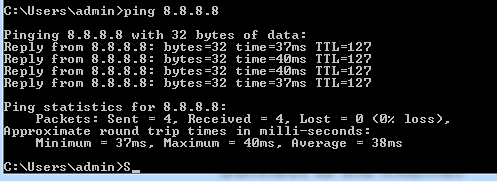 C:\Users\admin>ping 8.8.8.8
Pinging 8.8.8.8 with 32 bytes of data:
Reply from 8.8.8.8: bytes=32 time=37ms TTL=127
Reply from 8.8.8.8: bytes=32 time=40ms TTL=127
Reply from 8.8.8.8: bytes=32 time=40ms TTL=127
Reply from 8.8.8.8: bytes=32 time=37ms TTL=127
Ping statistics for 8.8.8.8:
Packets: Sent = 4, Received = 4, Lost = 0 (0% loss),
Approximate round trip times in milli-seconds:
Minimum = 37ms, Maximum = 40ms, Average = 38ms
C:\Users\admin>S_